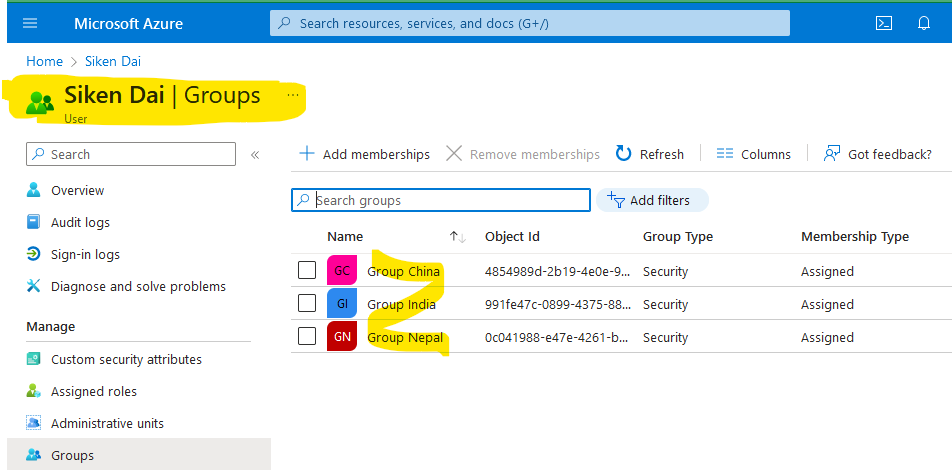 Microsoft Azure
Search resources, services, and docs (G+/)
Home > Siken Dai
Siken Dai | Groups ...
User
Search «
Overview
Audit logs
Sign-in logs
Diagnose and solve problems
Manage
Custom security attributes
Assigned roles
Administrative units
Groups
Add memberships Remove memberships Refresh Columns Got feedback?
Search groups Add filters
Name Object Id Group Type Membership Type
GC Group China 4854989d-2b19-4e0e-9... Security Assigned
GI Group India 991fe47c-0899-4375-88... Security Assigned
GN Group Nepal 0c041988-e47e-4261-b... Security Assigned